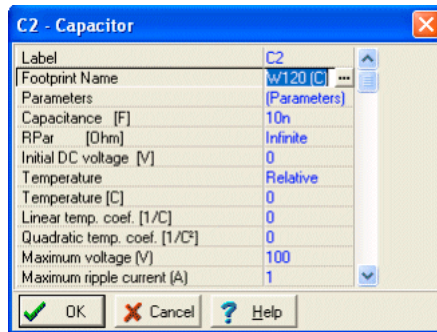 C2 - Capacitor
Label C2
Footprint Name W120 (C) ...
Parameters (Parameters)
Capacitance [F] 10n
RPar [Ohm] Infinite
Initial DC voltage [V] 0
Temperature Relative
Temperature [C] 0
Linear temp. coef. [1/C] 0
Quadratic temp. coef. [1/C²] 0
Maximum voltage (V) 100
Maximum ripple current (A) 1
OK Cancel ? Help